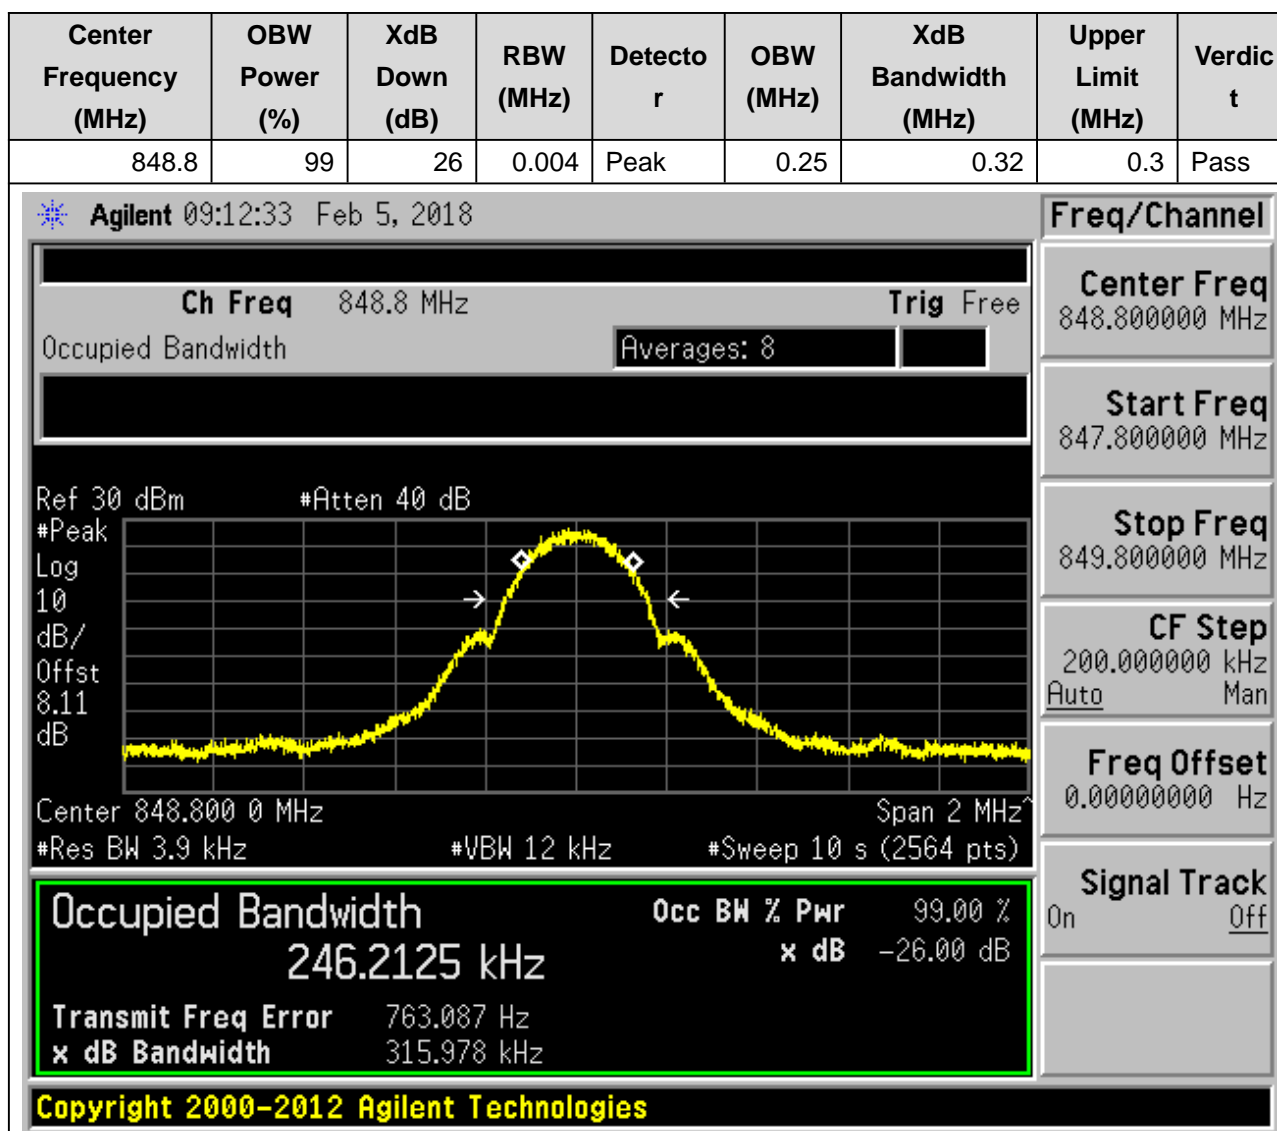 Center Frequency (MHz) OBW Power (%) XdB Down (dB) RBW (MHz) Detecto r OBW (MHz) XdB Bandwidth (MHz) Upper Limit (MHz) Verdic t
848.8 99 26 0.004 Peak 0.25 0.32 0.3 Pass
Agilent 09:12:33 Feb 5, 2018
Ch Freq 848.8 MHz Trig Free
Occupied Bandwidth Averages: 8
Ref 30 dBm #Atten 40 dB
#Peak
Log
10
dB/
Offst
8.11
dB
Center 848.800 0 MHz Span 2 MHz^
#Res BW 3.9 kHz #VBW 12 kHz #Sweep 10 s (2564 pts)
Occupied Bandwidth Occ BW % Pwr 99.00 %
246.2125 kHz x dB -26.00 dB
Transmit Freq Error 763.087 Hz
x dB Bandwidth 315.978 kHz
Copyright 2000-2012 Agilent Technologies
Freq/Channel
Center Freq
848.800000 MHz
Start Freq
847.800000 MHz
Stop Freq
849.800000 MHz
CF Step
200.000000 kHz
Auto Man
Freq Offset
0.00000000 Hz
Signal Track
On Off